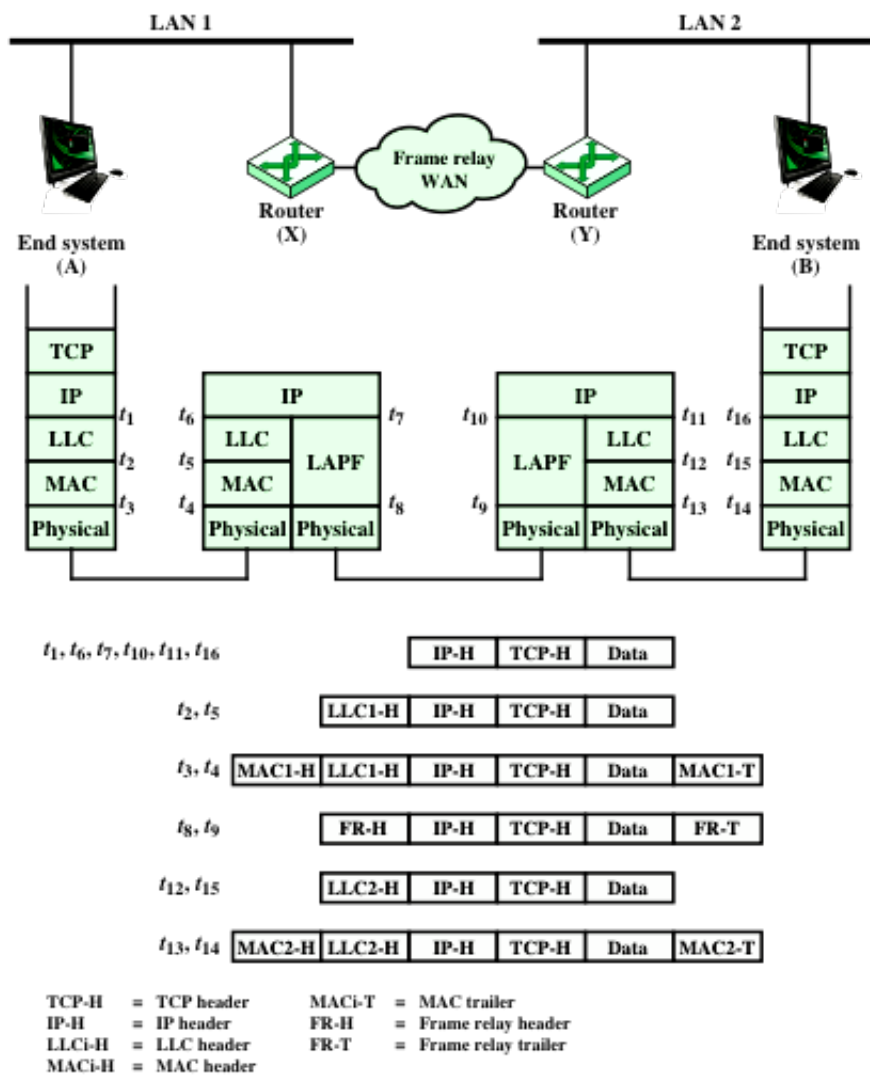 LAN 1 LAN 2
Frame relay
WAN
Router
(X)
Router
(Y)
End system
(A)
End system
(B)
TCP TCP
IP IP IP IP
t1 t6 t7 t10 t11 t16
LLC LLC LAPF LAPF LLC LLC
t2 t5 t12 t15
MAC MAC MAC MAC
t3 t4 t8 t9 t13 t14
Physical Physical Physical Physical Physical Physical
t1, t6, t7, t10, t11, t16 IP-H TCP-H Data
t2, t5 LLC1-H IP-H TCP-H Data
t3, t4 MAC1-H LLC1-H IP-H TCP-H Data MAC1-T
t8, t9 FR-H IP-H TCP-H Data FR-T
t12, t15 LLC2-H IP-H TCP-H Data
t13, t14 MAC2-H LLC2-H IP-H TCP-H Data MAC2-T
TCP-H = TCP header MACi-T = MAC trailer
IP-H = IP header FR-H = Frame relay header
LLCi-H = LLC header FR-T = Frame relay trailer
MACi-H = MAC header